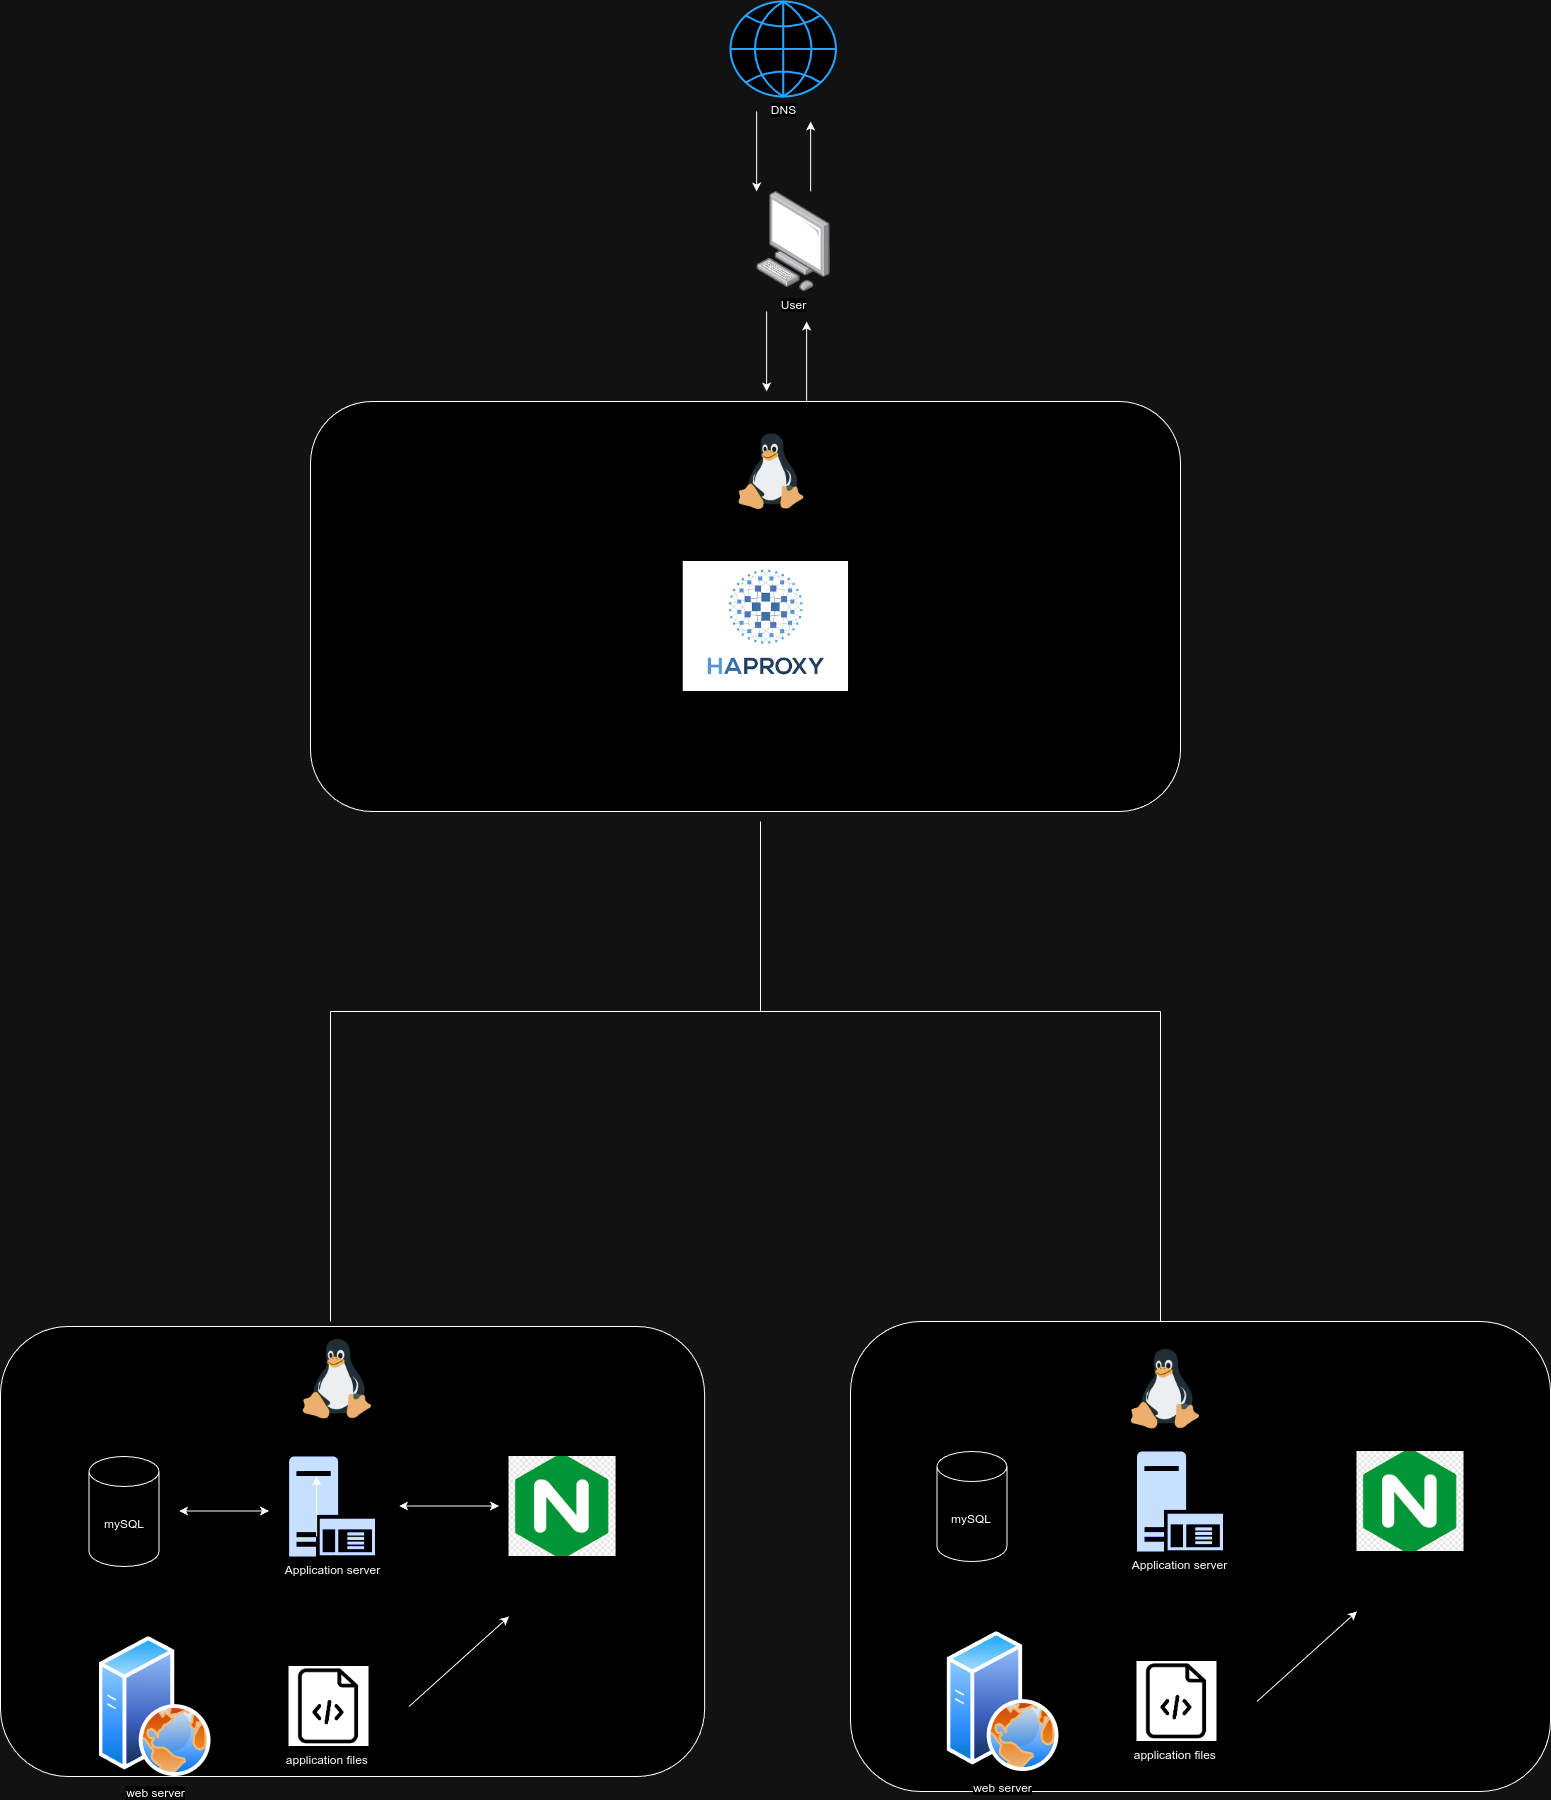 DNS
User
HAPROXY
mySQL
Application server
N
web server
application files
mySQL
Application server
N
web server
application files